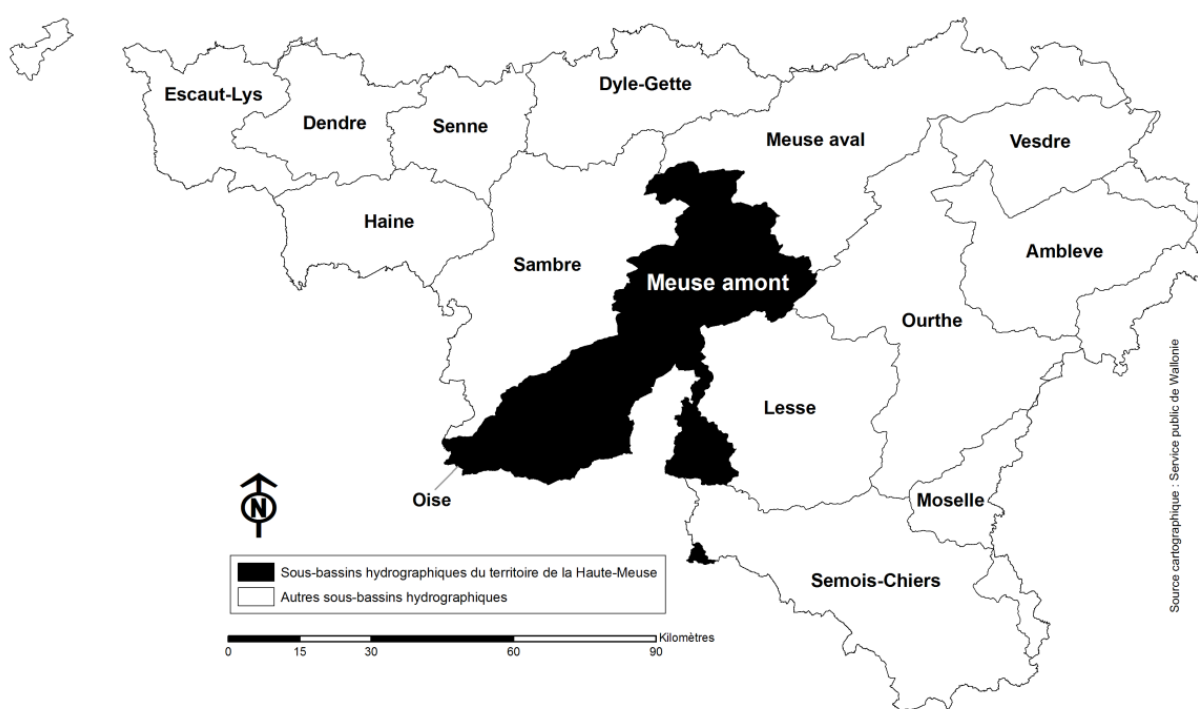 Escaut-Lys
Dendre
Senne
Dyle-Gette
Meuse aval
Vesdre
Haine
Sambre
Meuse amont
Ambleve
Ourthe
Lesse
Oise
Moselle
Semois-Chiers
N
Sous-bassins hydrographiques du territoire de la Haute-Meuse
Autres sous-bassins hydrographiques
Kilomètres
0 15 30 60 90
Source cartographique : Service public de Wallonie